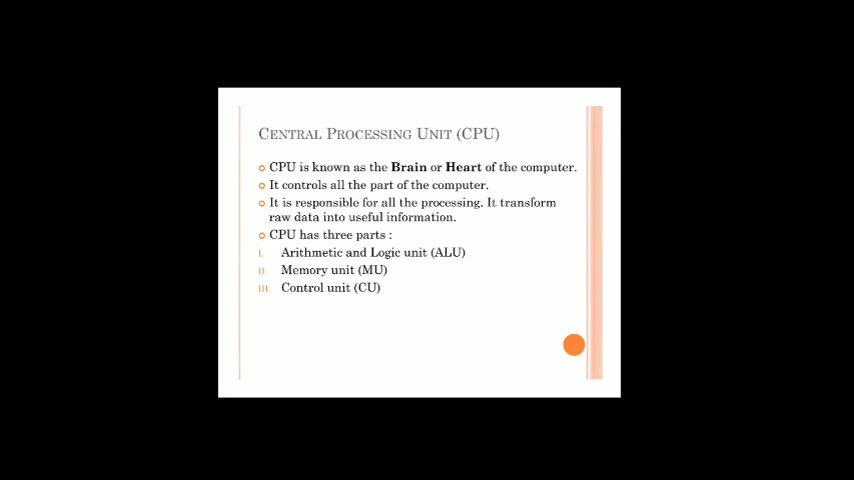 CENTRAL PROCESSING UNIT (CPU)
CPU is known as the Brain or Heart of the computer.
It controls all the part of the computer.
It is responsible for all the processing. It transform
raw data into useful information.
CPU has three parts :
I. Arithmetic and Logic unit (ALU)
II. Memory unit (MU)
III. Control unit (CU)